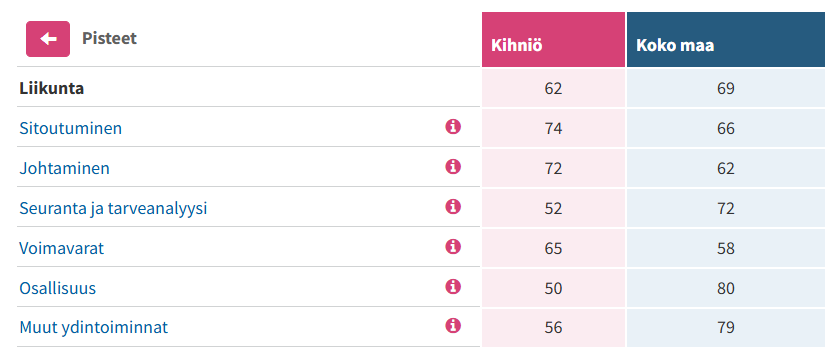 Pisteet Kihniö Koko maa
Liikunta 62 69
Sitoutuminen 74 66
Johtaminen 72 62
Seuranta ja tarveanalyysi 52 72
Voimavarat 65 58
Osallisuus 50 80
Muut ydintoiminnat 56 79